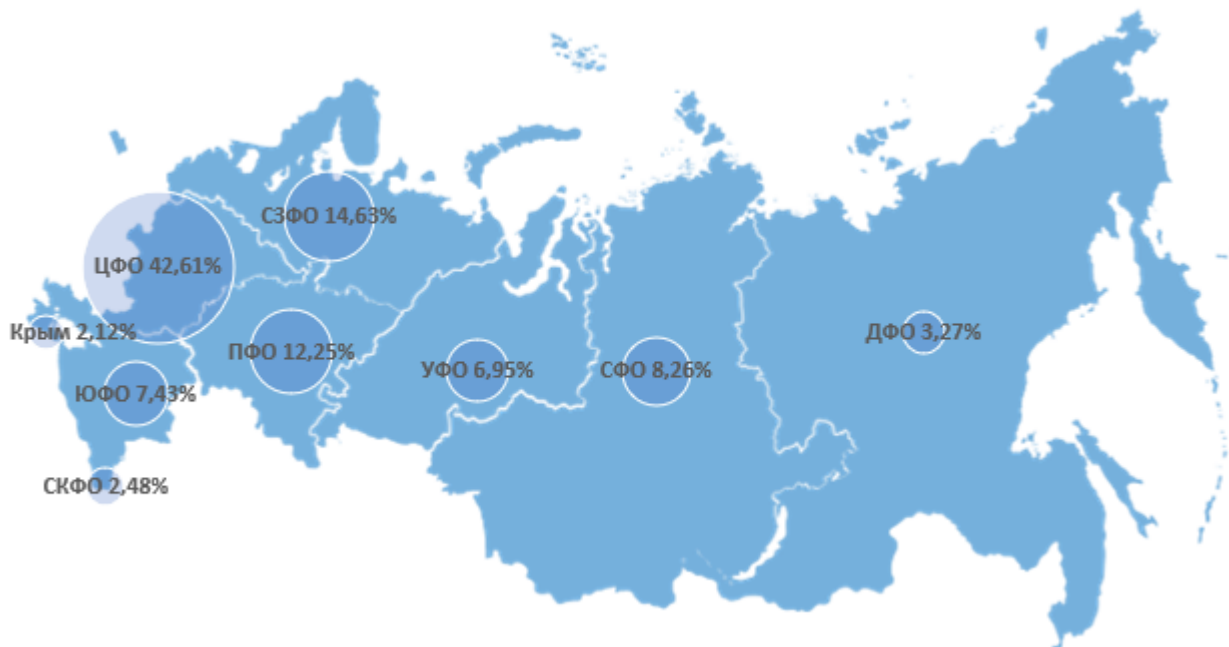 СЗФО 14,63%
ЦФО 42,61%
Крым 2,12%
ПФО 12,25%
ДФО 3,27%
УФО 6,95%
СФО 8,26%
ЮФО 7,43%
СКФО 2,48%